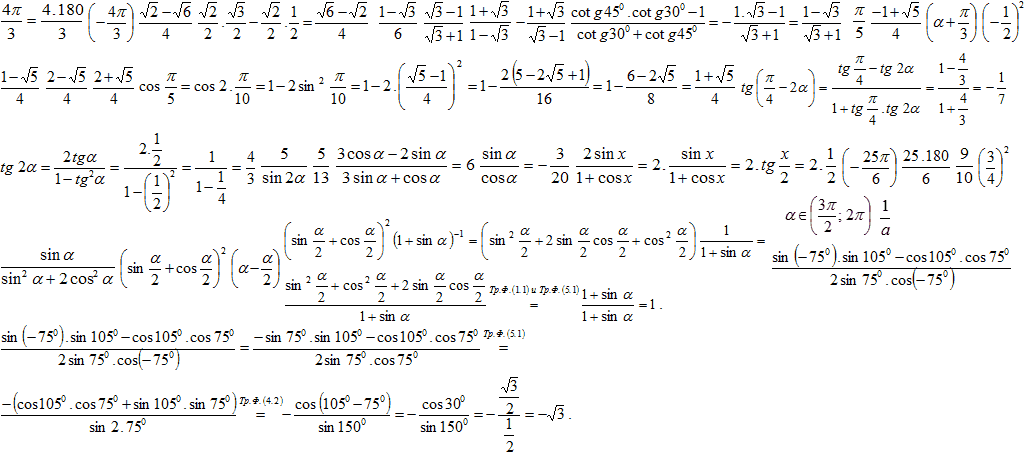 4π/3 = 4.180/3 (−4π/3) (√2−√6)/4 √2/2 . √3/2 − √2/2 . 1/2 = (√6−√2)/4 (1−√3)/6 (√3−1)/(√3+1) (1+√3)/(1−√3) −(1+√3)/(√3−1) (cot g45⁰ .cot g30⁰ −1)/(cot g30⁰ + cot g45⁰) = −(1.√3−1)/(√3+1) = (1−√3)/(√3+1) π/5 (−1+√5)/4 (α+π/3) (−1/2)²
(1−√5)/4 (2−√5)/4 (2+√5)/4 cos π/5 = cos 2. π/10 = 1−2 sin² π/10 = 1−2.((√5−1)/4)² = 1− 2(5−2√5+1)/16 = 1− (6−2√5)/8 = (1+√5)/4 tg(π/4 −2α) = (tg π/4 − tg 2α)/(1+tg π/4 .tg 2α) = (1−4/3)/(1+4/3) = −1/7
tg 2α = 2tgα/(1−tg²α) = (2.1/2)/(1−(1/2)²) = 1/(1−1/4) = 4/3 5/sin 2α 5/13 (3cos α − 2 sin α)/(3 sin α + cos α) = 6 sin α/cos α = −3/20 2 sin x/(1+cos x) = 2. sin x/(1+cos x) = 2.tg x/2 = 2.1/2 (−25π/6) 25.180/6 9/10 (3/4)²
α∈(3π/2; 2π) 1/a
sin α/(sin² α + 2cos² α) (sin α/2 + cos α/2)² (α−α/2) (sin α/2 + cos α/2)² (1+ sin α)⁻¹ = (sin² α/2 + 2 sin α/2 cos α/2 + cos² α/2) 1/(1+ sin α) = (sin (−75⁰). sin 105⁰ − cos105⁰. cos 75⁰)/(2 sin 75⁰. cos(−75⁰))
(sin² α/2 + cos² α/2 + 2 sin α/2 cos α/2)/(1+ sin α) Тр.Ф.(1.1) и Тр.Ф.(5.1) = (1+ sin α)/(1+ sin α) = 1 .
(sin (−75⁰). sin 105⁰ − cos105⁰. cos 75⁰)/(2 sin 75⁰. cos(−75⁰)) = (− sin 75⁰. sin 105⁰ − cos105⁰. cos 75⁰)/(2 sin 75⁰. cos 75⁰) Тр.Ф.(5.1) =
−(cos105⁰. cos 75⁰ + sin 105⁰. sin 75⁰)/(sin 2.75⁰) Тр.Ф.(4.2) = −cos (105⁰ −75⁰)/sin 150⁰ = −cos 30⁰/sin 150⁰ = −(√3/2)/(1/2) = −√3 .